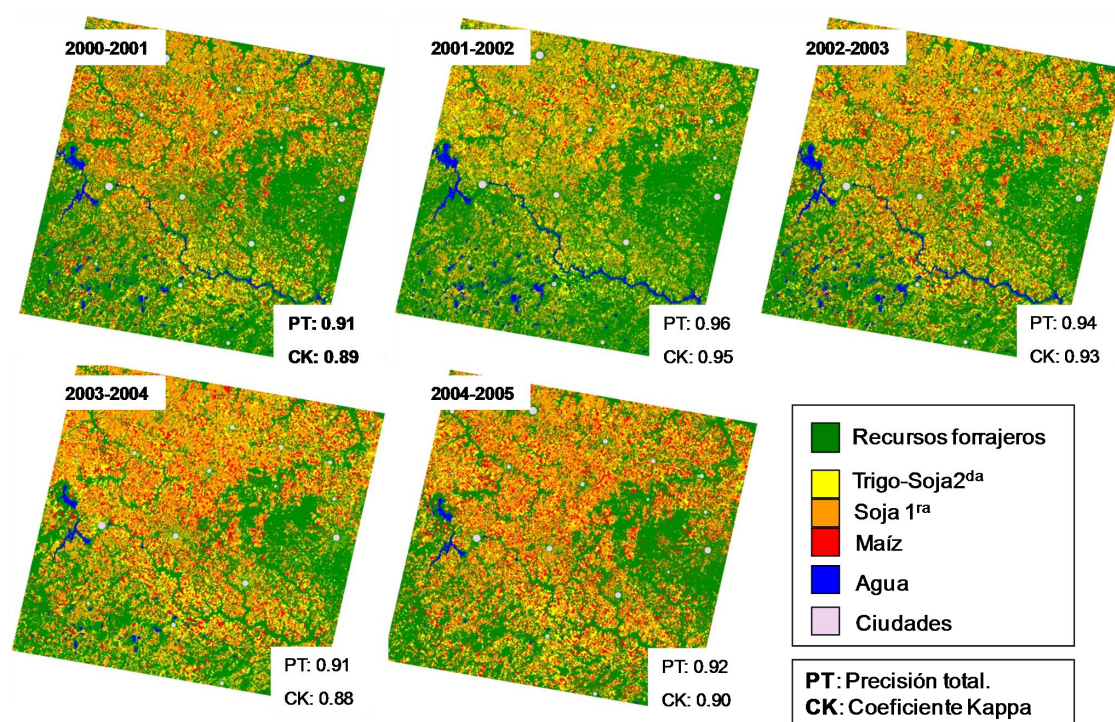 2000-2001
2001-2002
2002-2003
PT: 0.91
CK: 0.89
PT: 0.96
CK: 0.95
PT: 0.94
CK: 0.93
2003-2004
2004-2005
PT: 0.91
CK: 0.88
PT: 0.92
CK: 0.90
Recursos forrajeros
Trigo-Soja2da
Soja 1ra
Maíz
Agua
Ciudades
PT: Precisión total.
CK: Coeficiente Kappa